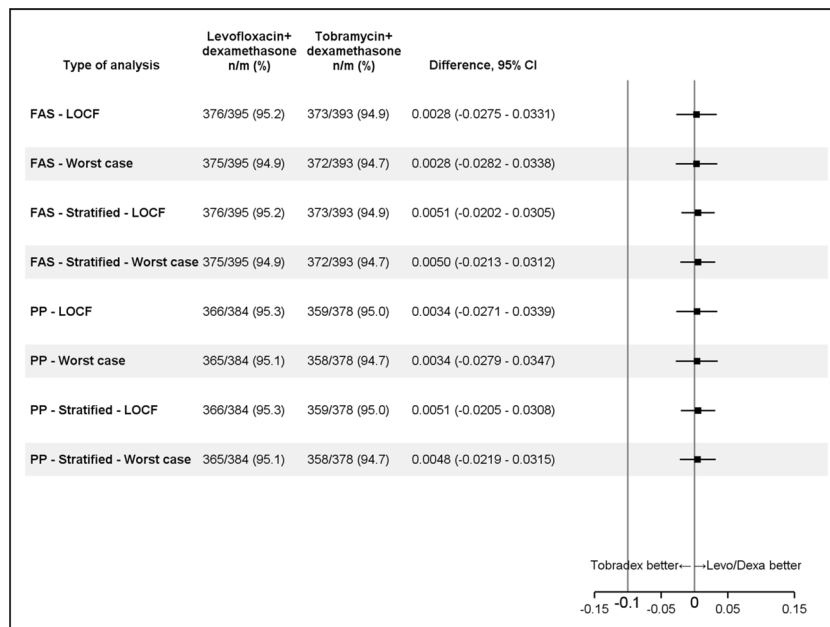 Type of analysis
Levofloxacin+
dexamethasone
n/m (%)
Tobramycin+
dexamethasone
n/m (%)
Difference, 95% CI
FAS - LOCF 376/395 (95.2) 373/393 (94.9) 0.0028 (-0.0275 - 0.0331)
FAS - Worst case 375/395 (94.9) 372/393 (94.7) 0.0028 (-0.0282 - 0.0338)
FAS - Stratified - LOCF 376/395 (95.2) 373/393 (94.9) 0.0051 (-0.0202 - 0.0305)
FAS - Stratified - Worst case 375/395 (94.9) 372/393 (94.7) 0.0050 (-0.0213 - 0.0312)
PP - LOCF 366/384 (95.3) 359/378 (95.0) 0.0034 (-0.0271 - 0.0339)
PP - Worst case 365/384 (95.1) 358/378 (94.7) 0.0034 (-0.0279 - 0.0347)
PP - Stratified - LOCF 366/384 (95.3) 359/378 (95.0) 0.0051 (-0.0205 - 0.0308)
PP - Stratified - Worst case 365/384 (95.1) 358/378 (94.7) 0.0048 (-0.0219 - 0.0315)
Tobradex better← →Levo/Dexa better
-0.15 -0.1 -0.05 0 0.05 0.15